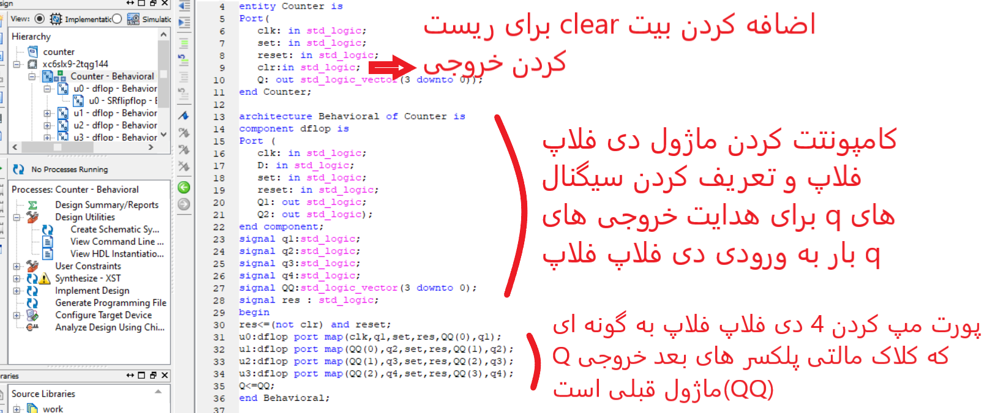 sign
View: Implementatic Simulatic
Hierarchy
counter
xc6slx9-2tqg144
Counter - Behavioral
u0 - dflop - Behavior
u0 - SRflipflop - E
u1 - dflop - Behavior
u2 - dflop - Behavior
u3 - dflop - Behavior
No Processes Running
Processes: Counter - Behavioral
Design Summary/Reports
Design Utilities
Create Schematic Sy...
View Command Line ...
View HDL Instantiatio...
User Constraints
Synthesize - XST
Implement Design
Generate Programming File
Configure Target Device
Analyze Design Using Chi...
raries
Source Libraries
work
4 entity Counter is
5 Port(
6 clk: in std_logic;
7 set: in std_logic;
8 reset: in std_logic;
9 clr:in std_logic;
10 Q: out std_logic_vector(3 downto 0));
11 end Counter;
12
13 architecture Behavioral of Counter is
14 component dflop is
15 Port (
16 clk: in std_logic;
17 D: in std_logic;
18 set: in std_logic;
19 reset: in std_logic;
20 Q1: out std_logic;
21 Q2: out std_logic);
22 end component;
23 signal q1:std_logic;
24 signal q2:std_logic;
25 signal q3:std_logic;
26 signal q4:std_logic;
27 signal QQ:std_logic_vector(3 downto 0);
28 signal res : std_logic;
29 begin
30 res<=(not clr) and reset;
31 u0:dflop port map(clk,q1,set,res,QQ(0),q1);
32 u1:dflop port map(QQ(0),q2,set,res,QQ(1),q2);
33 u2:dflop port map(QQ(1),q3,set,res,QQ(2),q3);
34 u3:dflop port map(QQ(2),q4,set,res,QQ(3),q4);
35 Q<=QQ;
36 end Behavioral;
37
اضافه کردن بیت clear برای ریست
کردن خروجی
کامپوننتت کردن ماژول دی فلاپ
فلاپ و تعریف کردن سیگنال
های q برای هدایت خروجی های
q بار به ورودی دی فلاپ فلاپ
پورت مپ کردن 4 دی فلاپ فلاپ به گونه ای
که کلاک مالتی پلکسر های بعد خروجی Q
(QQ)ماژول قبلی است